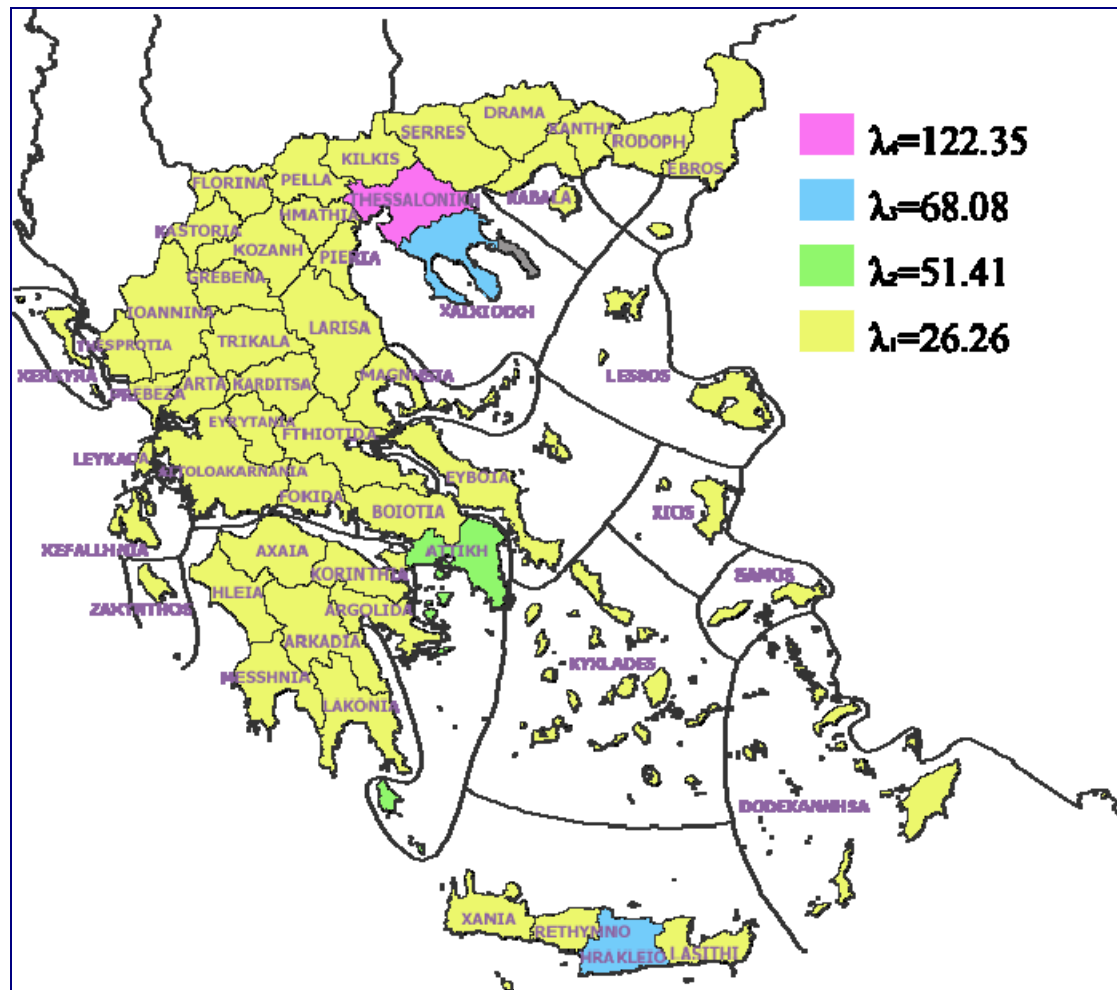 DRAMA
SERRES
XANTHI
RODOPH
KILKIS
EBROS
PELLA
FLORINA
THESSALONIKH
KABALA
HMATHIA
KASTORIA
KOZANH
PIERIA
GREBENA
XALKIDIKH
IOANNINA
LARISA
TRIKALA
THESPROTIA
KERKYRA
MAGNHSIA
LESBOS
ARTA
KARDITSA
PREBEZA
EYRYTANIA
FTHIOTIDA
LEYKADA
AITOLOAKARNANIA
EYBOIA
FOKIDA
BOIOTIA
XIOS
KEFALLHNIA
AXAIA
ATTIKH
KORINTHIA
SAMOS
HLEIA
ZAKYNTHOS
ARGOLIDA
ARKADIA
KYKLADES
MESSHNIA
LAKONIA
DODEKANNHSA
XANIA
RETHYMNO
HRAKLEIO
LASITHI
λ₄=122.35
λ₃=68.08
λ₂=51.41
λ₁=26.26